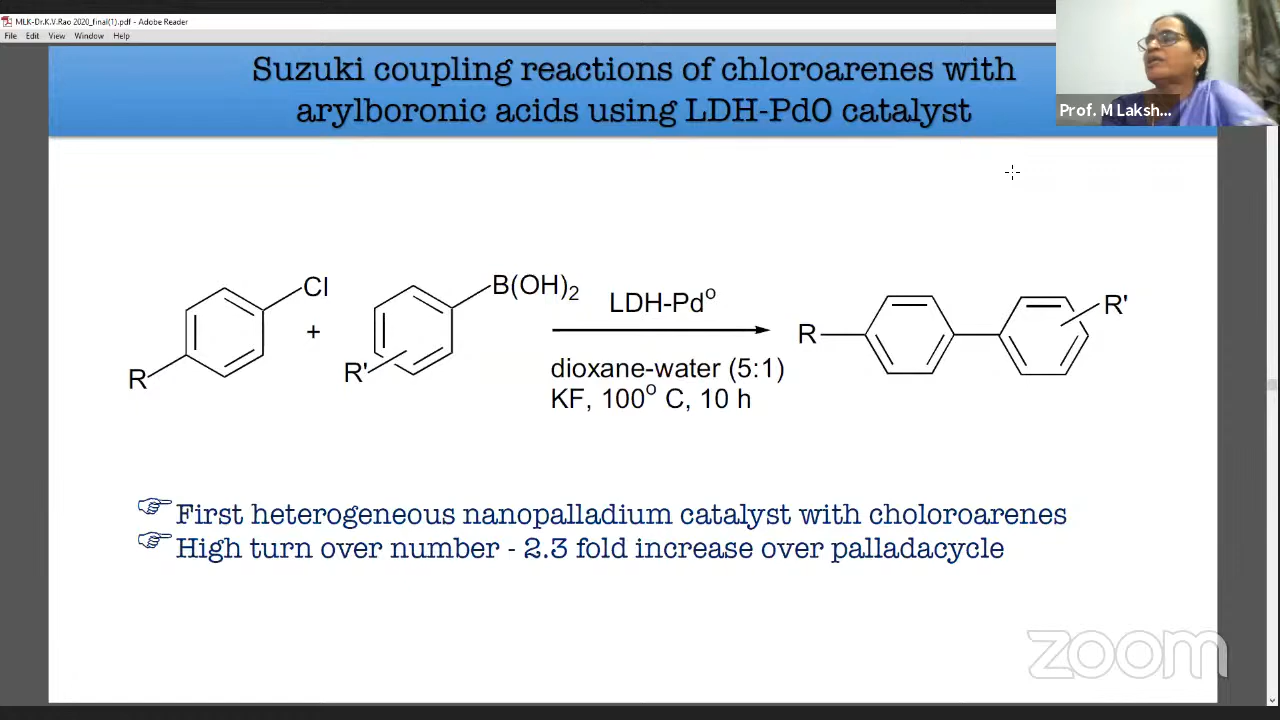 MLK-Dr.K.V.Rao 2020_final(1).pdf - Adobe Reader
File Edit View Window Help
Suzuki coupling reactions of chloroarenes with
arylboronic acids using LDH-Pd0 catalyst
Prof. M Laksh...
Cl
B(OH)2
+
R
R'
LDH-Pdo
dioxane-water (5:1)
KF, 100o C, 10 h
R
R'
First heterogeneous nanopalladium catalyst with choloroarenes
High turn over number - 2.3 fold increase over palladacycle
zoom